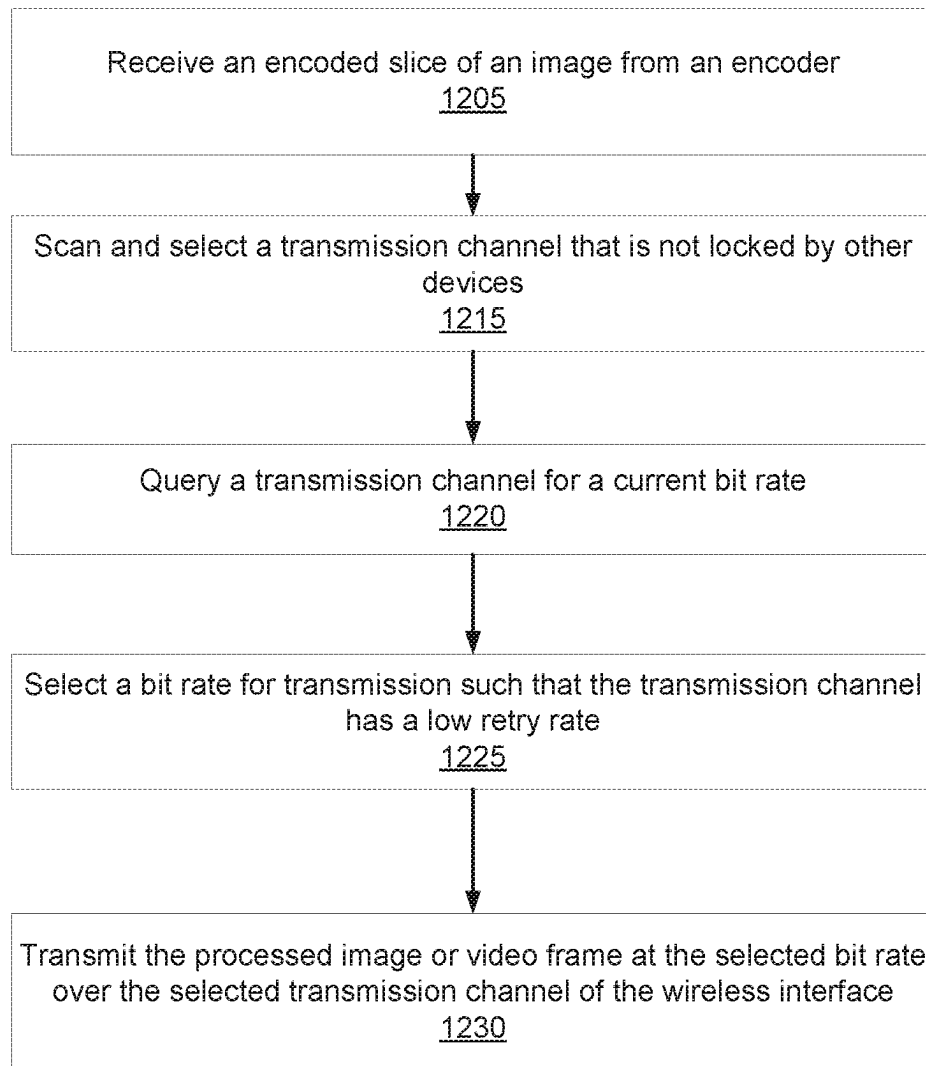 Receive an encoded slice of an image from an encoder
1205
Scan and select a transmission channel that is not locked by other
devices
1215
Query a transmission channel for a current bit rate
1220
Select a bit rate for transmission such that the transmission channel
has a low retry rate
1225
Transmit the processed image or video frame at the selected bit rate
over the selected transmission channel of the wireless interface
1230